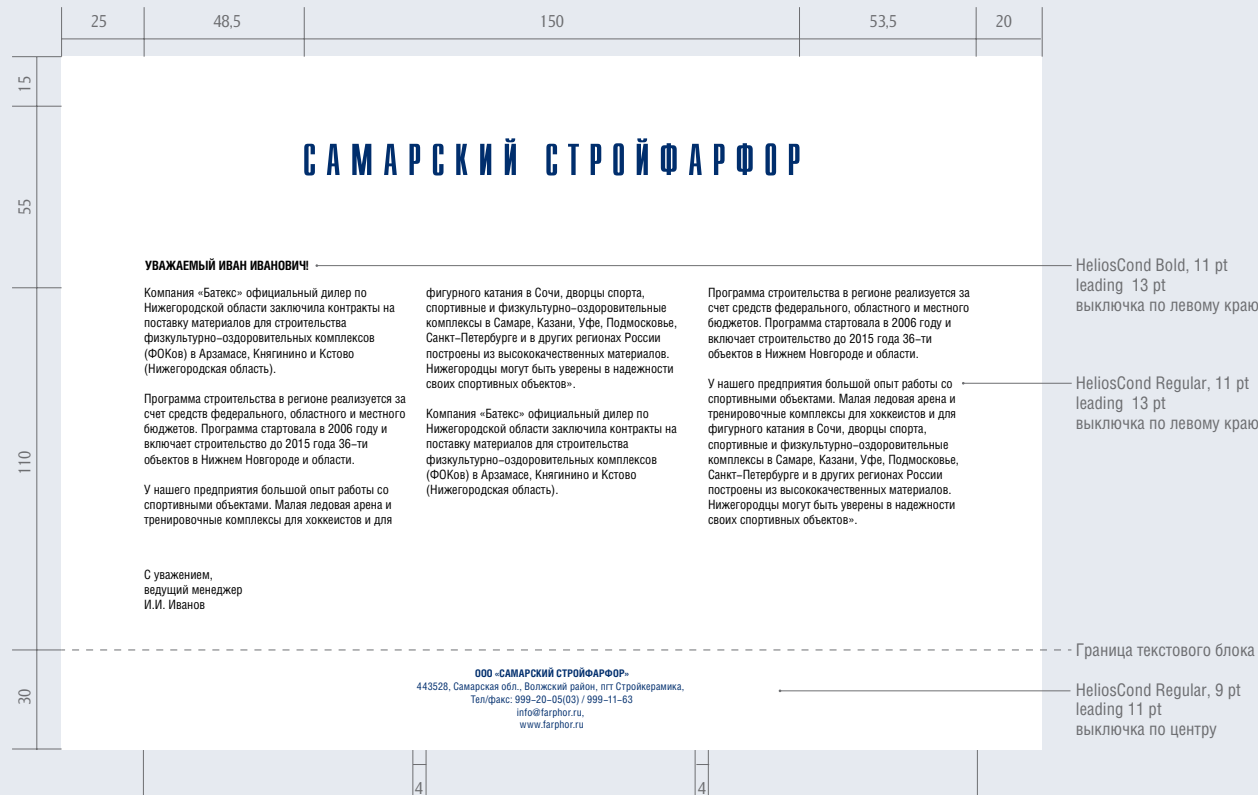 25 48,5 150 53,5 20
15
55
110
30
САМАРСКИЙ СТРОЙФАРФОР
УВАЖАЕМЫЙ ИВАН ИВАНОВИЧ!
Компания «Батекс» официальный дилер по
Нижегородской области заключила контракты на
поставку материалов для строительства
физкультурно-оздоровительных комплексов
(ФОКов) в Арзамасе, Княгинино и Кстово
(Нижегородская область).
Программа строительства в регионе реализуется за
счет средств федерального, областного и местного
бюджетов. Программа стартовала в 2006 году и
включает строительство до 2015 года 36-ти
объектов в Нижнем Новгороде и области.
У нашего предприятия большой опыт работы со
спортивными объектами. Малая ледовая арена и
тренировочные комплексы для хоккеистов и для
фигурного катания в Сочи, дворцы спорта,
спортивные и физкультурно-оздоровительные
комплексы в Самаре, Казани, Уфе, Подмосковье,
Санкт-Петербурге и в других регионах России
построены из высококачественных материалов.
Нижегородцы могут быть уверены в надежности
своих спортивных объектов».
Компания «Батекс» официальный дилер по
Нижегородской области заключила контракты на
поставку материалов для строительства
физкультурно-оздоровительных комплексов
(ФОКов) в Арзамасе, Княгинино и Кстово
(Нижегородская область).
Программа строительства в регионе реализуется за
счет средств федерального, областного и местного
бюджетов. Программа стартовала в 2006 году и
включает строительство до 2015 года 36-ти
объектов в Нижнем Новгороде и области.
У нашего предприятия большой опыт работы со
спортивными объектами. Малая ледовая арена и
тренировочные комплексы для хоккеистов и для
фигурного катания в Сочи, дворцы спорта,
спортивные и физкультурно-оздоровительные
комплексы в Самаре, Казани, Уфе, Подмосковье,
Санкт-Петербурге и в других регионах России
построены из высококачественных материалов.
Нижегородцы могут быть уверены в надежности
своих спортивных объектов».
С уважением,
ведущий менеджер
И.И. Иванов
ООО «САМАРСКИЙ СТРОЙФАРФОР»
443528, Самарская обл., Волжский район, пгт Стройкерамика,
Тел/факс: 999-20-05(03) / 999-11-63
info@farphor.ru,
www.farphor.ru
HeliosCond Bold, 11 pt
leading 13 pt
выключка по левому краю
HeliosCond Regular, 11 pt
leading 13 pt
выключка по левому краю
Граница текстового блока
HeliosCond Regular, 9 pt
leading 11 pt
выключка по центру
4 4